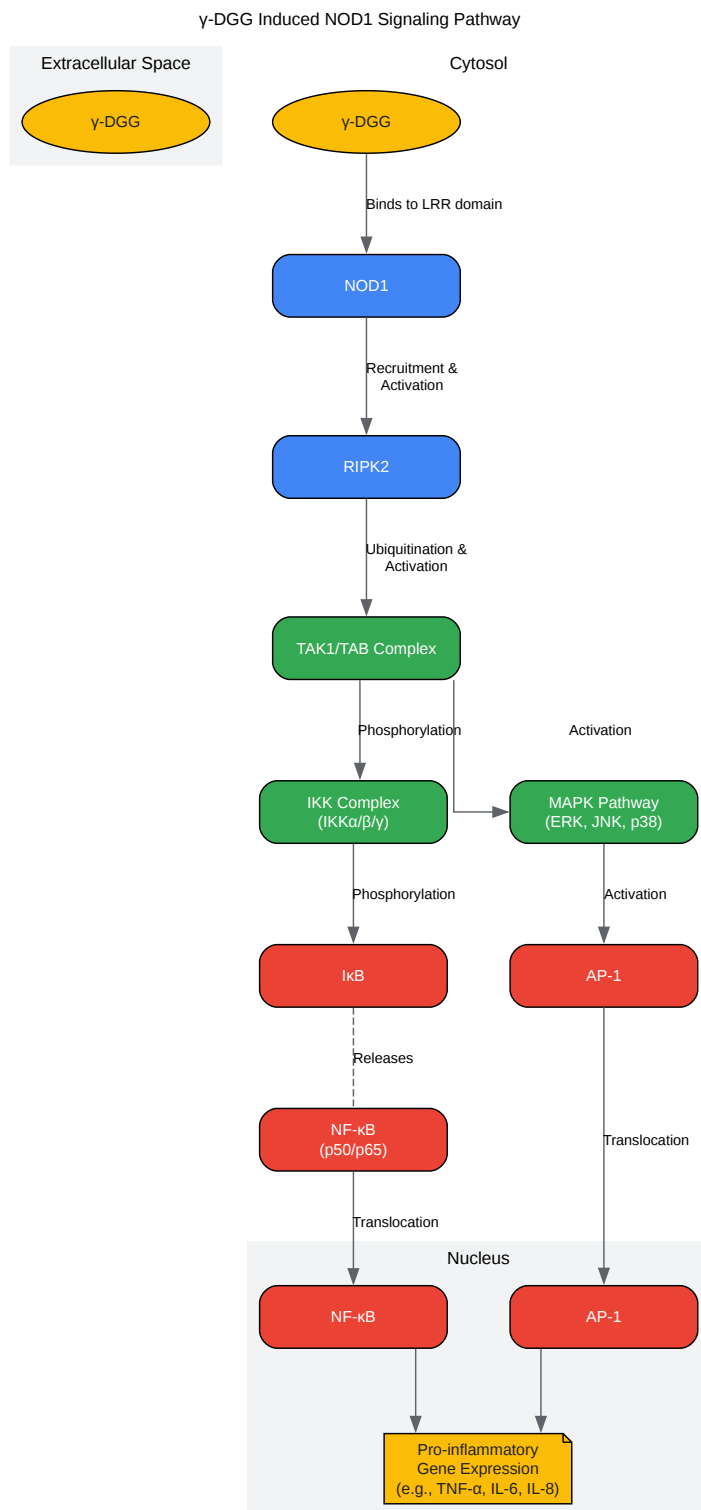 γ-DGG Induced NOD1 Signaling Pathway
Extracellular Space
Cytosol
γ-DGG
γ-DGG
Binds to LRR domain
NOD1
Recruitment &
Activation
RIPK2
Ubiquitination &
Activation
TAK1/TAB Complex
Phosphorylation
Activation
IKK Complex
(IKKα/β/γ)
MAPK Pathway
(ERK, JNK, p38)
Phosphorylation
Activation
IκB
AP-1
Releases
NF-κB
(p50/p65)
Translocation
Translocation
Nucleus
NF-κB
AP-1
Pro-inflammatory
Gene Expression
(e.g., TNF-α, IL-6, IL-8)